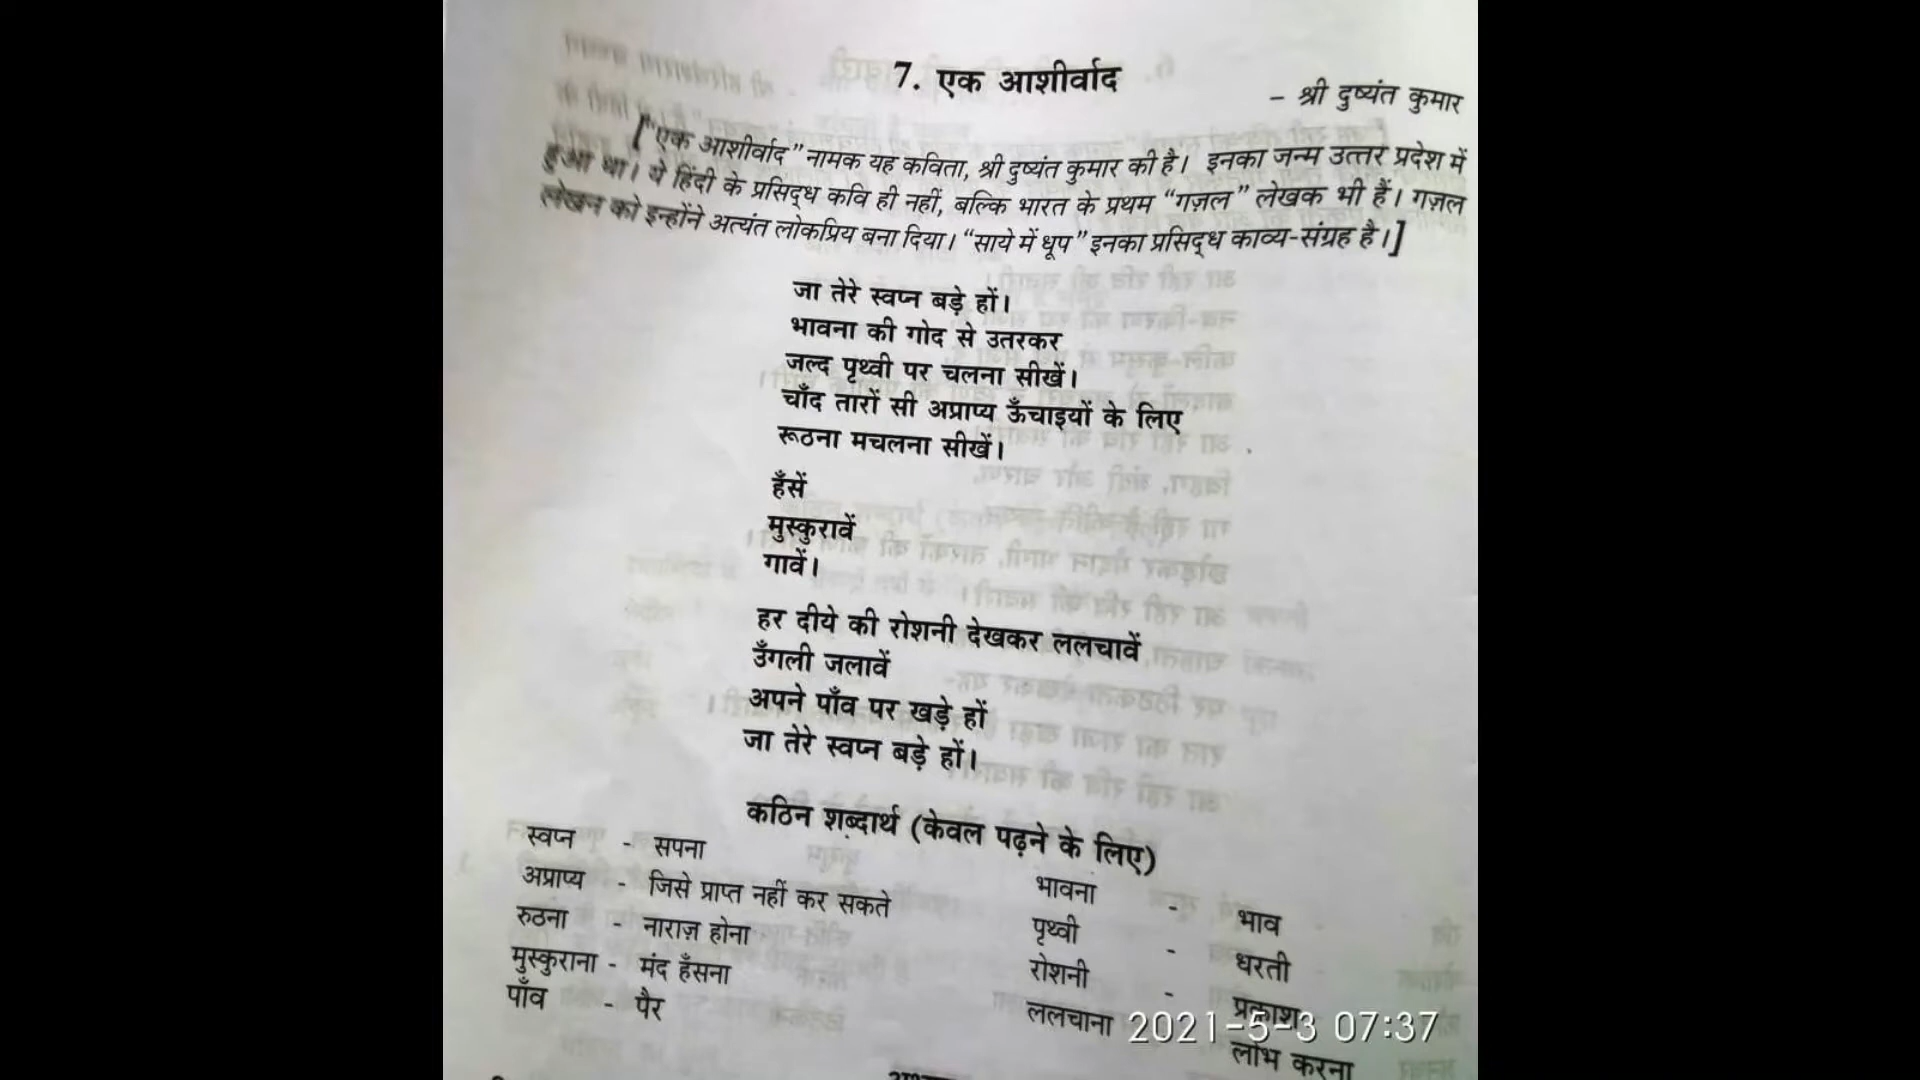 7. एक आशीर्वाद
– श्री दुष्यंत कुमार
["एक आशीर्वाद" नामक यह कविता, श्री दुष्यंत कुमार की है। इनका जन्म उत्तर प्रदेश में
हुआ था। ये हिंदी के प्रसिद्ध कवि ही नहीं, बल्कि भारत के प्रथम "गज़ल" लेखक भी हैं। गज़ल
लेखन को इन्होंने अत्यंत लोकप्रिय बना दिया। "साये में धूप" इनका प्रसिद्ध काव्य-संग्रह है।]
जा तेरे स्वप्न बड़े हों।
भावना की गोद से उतरकर
जल्द पृथ्वी पर चलना सीखें।
चाँद तारों सी अप्राप्य ऊँचाइयों के लिए
रूठना मचलना सीखें।
हँसें
मुस्कुरावें
गावें।
हर दीये की रोशनी देखकर ललचावें
उँगली जलावें
अपने पाँव पर खड़े हों
जा तेरे स्वप्न बड़े हों।
कठिन शब्दार्थ (केवल पढ़ने के लिए)
स्वप्न - सपना
अप्राप्य - जिसे प्राप्त नहीं कर सकते
रुठना - नाराज़ होना
मुस्कुराना - मंद हँसना
पाँव - पैर
भावना - भाव
पृथ्वी - धरती
रोशनी - प्रकाश
ललचाना लोभ करना
2021-5-3 07:37